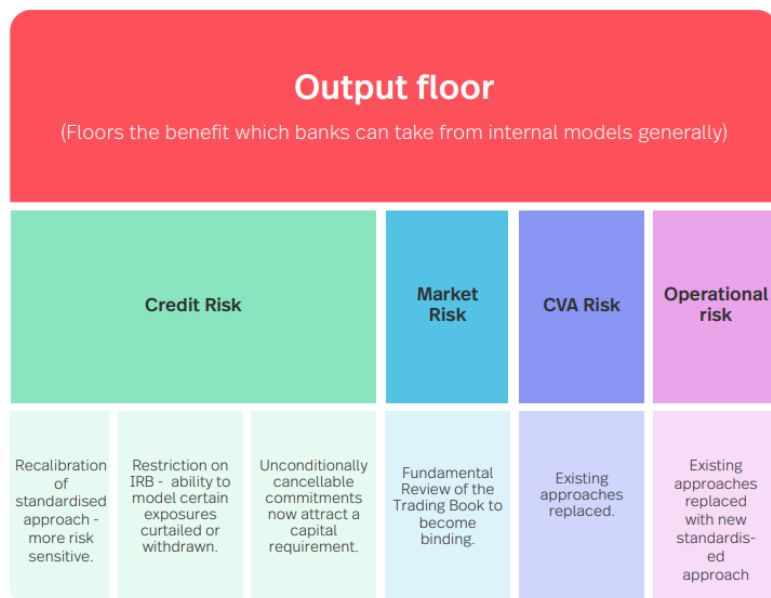 Output floor
(Floors the benefit which banks can take from internal models generally)
Credit Risk
Market
Risk
CVA Risk
Operational
risk
Recalibration
of
standardised
approach -
more risk
sensitive.
Restriction on
IRB - ability to
model certain
exposures
curtailed or
withdrawn.
Unconditionally
cancellable
commitments
now attract a
capital
requirement.
Fundamental
Review of the
Trading Book to
become
binding.
Existing
approaches
replaced.
Existing
approaches
replaced
with new
standardis-
ed
approach